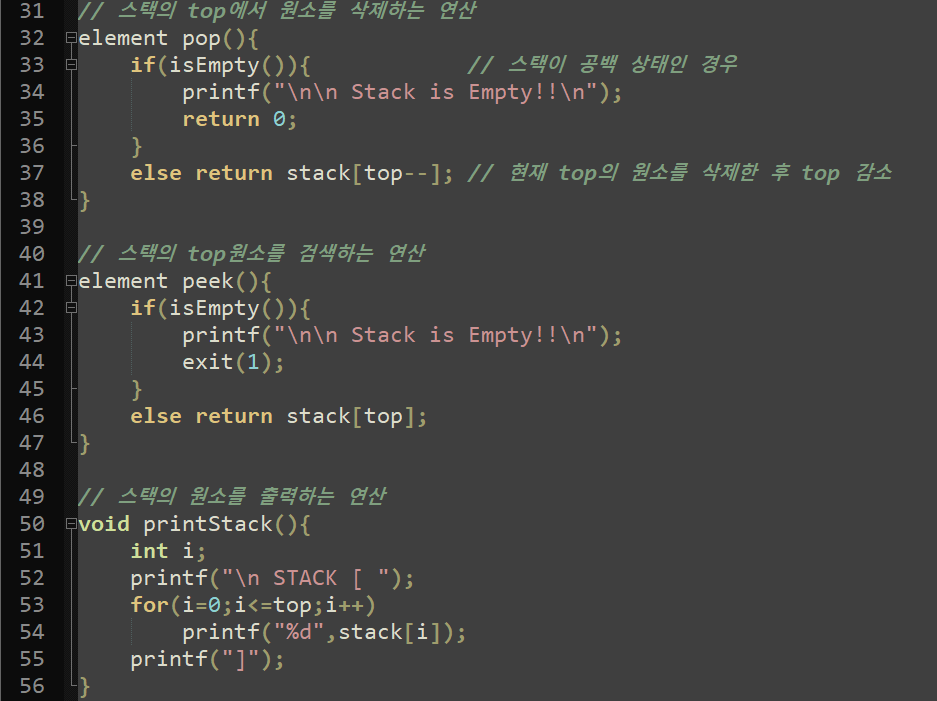 31 // 스택의 top에서 원소를 삭제하는 연산
32 element pop(){
33     if(isEmpty()){            // 스택이 공백 상태인 경우
34         printf("\n\n Stack is Empty!!\n");
35         return 0;
36     }
37     else return stack[top--]; // 현재 top의 원소를 삭제한 후 top 감소
38 }
39
40 // 스택의 top원소를 검색하는 연산
41 element peek(){
42     if(isEmpty()){
43         printf("\n\n Stack is Empty!!\n");
44         exit(1);
45     }
46     else return stack[top];
47 }
48
49 // 스택의 원소를 출력하는 연산
50 void printStack(){
51     int i;
52     printf("\n STACK [ ");
53     for(i=0;i<=top;i++)
54         printf("%d",stack[i]);
55     printf("]");
56 }